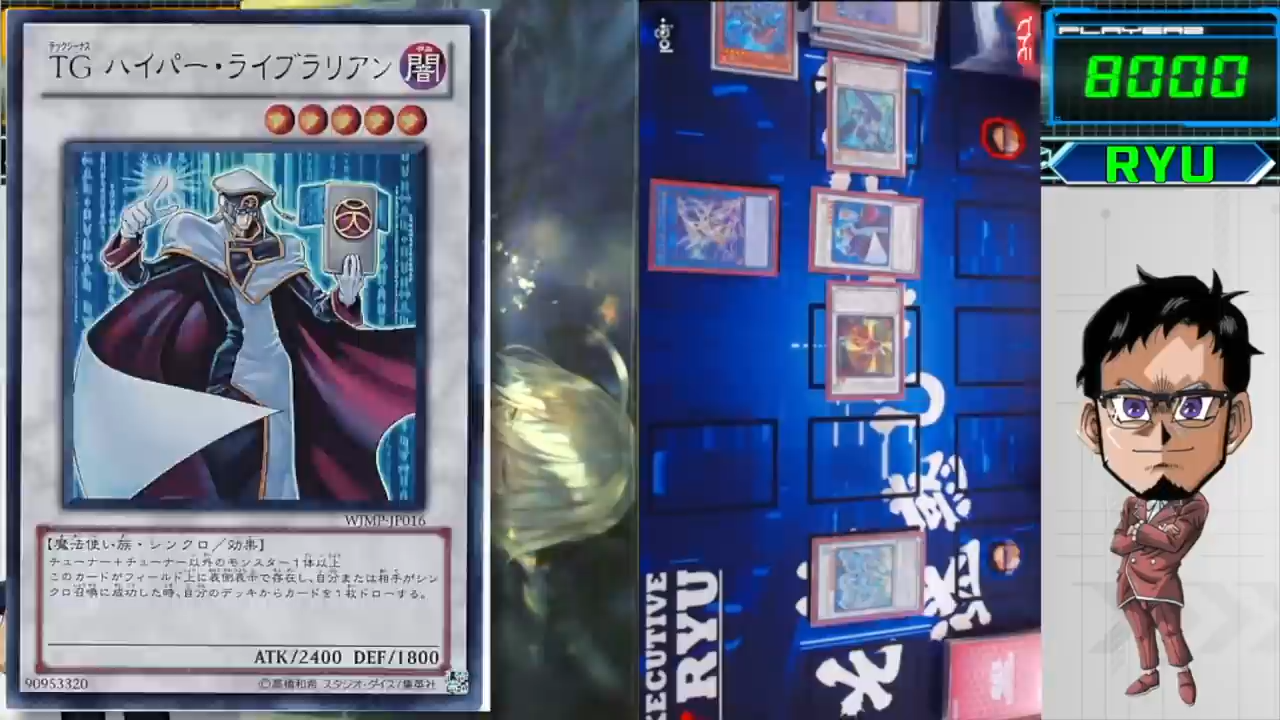 テックジーナス
TG ハイパー・ライブラリアン
闇
WJMP-JP016
【魔法使い族・シンクロ／効果】
チューナー＋チューナー以外のモンスター１体以上
このカードがフィールド上に表側表示で存在し、自分または相手がシン
クロ召喚に成功した時、自分のデッキからカードを１枚ドローする。
ATK/2400 DEF/1800
90953320
©高橋和希 スタジオ・ダイス/集英社
EXECUTIVE
RYU
PLAYER2
8000
RYU